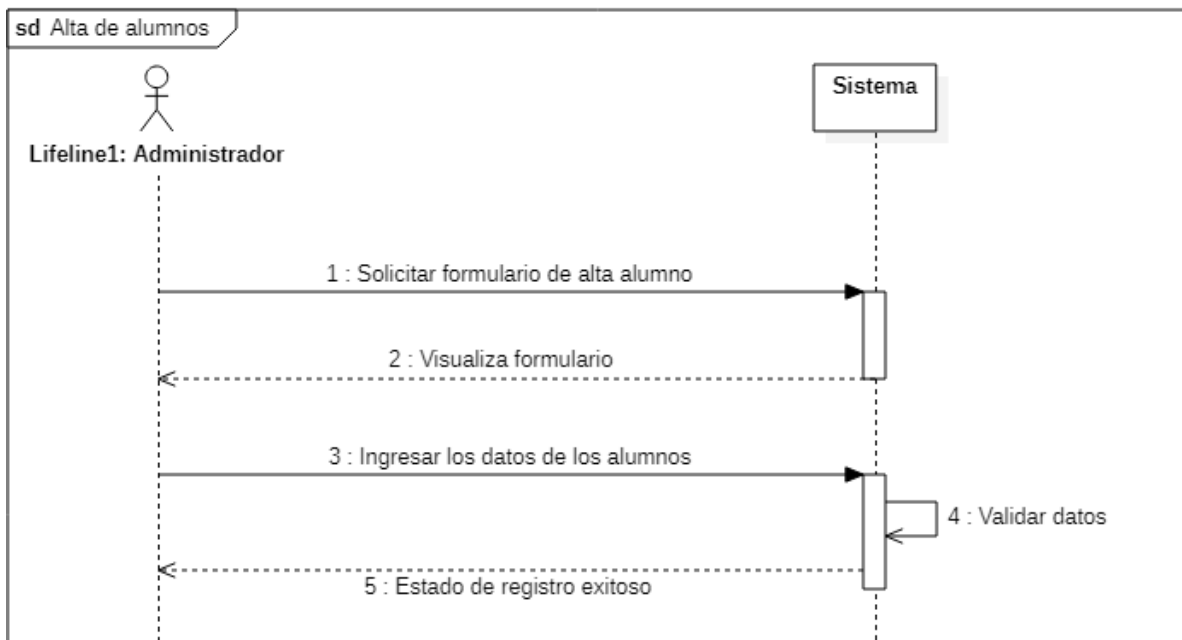 sd Alta de alumnos
Sistema
Lifeline1: Administrador
1 : Solicitar formulario de alta alumno
2 : Visualiza formulario
3 : Ingresar los datos de los alumnos
4 : Validar datos
5 : Estado de registro exitoso